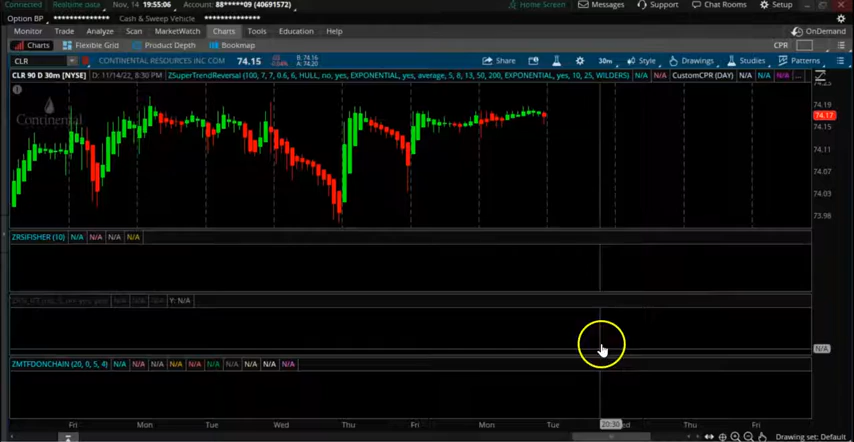 Connected Realtime data Nov, 14 19:55:06 Account: 88*****09 (40691572) Home Screen Messages Support Chat Rooms Setup
Option BP ************** Cash & Sweep Vehicle **************
Monitor Trade Analyze Scan MarketWatch Charts Tools Education Help OnDemand
Charts Flexible Grid Product Depth Bookmap CPR
CLR CONTINENTAL RESOURCES INC COM 74.15 B: 74.16 A: 74.20 Share 30m Style Drawings Studies Patterns
CLR 90 D 30m [NYSE] D: 11/14/22, 8:30 PM ZSuperTrendReversal (100, 7, 7, 0.6, 6, HULL, no, yes, EXPONENTIAL, yes, average, 5, 8, 13, 50, 200, EXPONENTIAL, yes, 10, 25, WILDERS) N/A N/A CustomCPR (DAY) N/A N/A N/A ...
74.23
74.19
Continental
74.17
74.15
74.11
74.07
74.03
73.98
ZRSIFISHER (10) N/A N/A N/A N/A
N/A N/A N/A Y: N/A
N/A
ZMTFDONCHAIN (20, 0, 5, 4) N/A N/A N/A N/A N/A N/A N/A N/A N/A N/A
Fri Mon Tue Wed Thu Fri Mon Tue 20:30 Thu Fri
Drawing set: Default